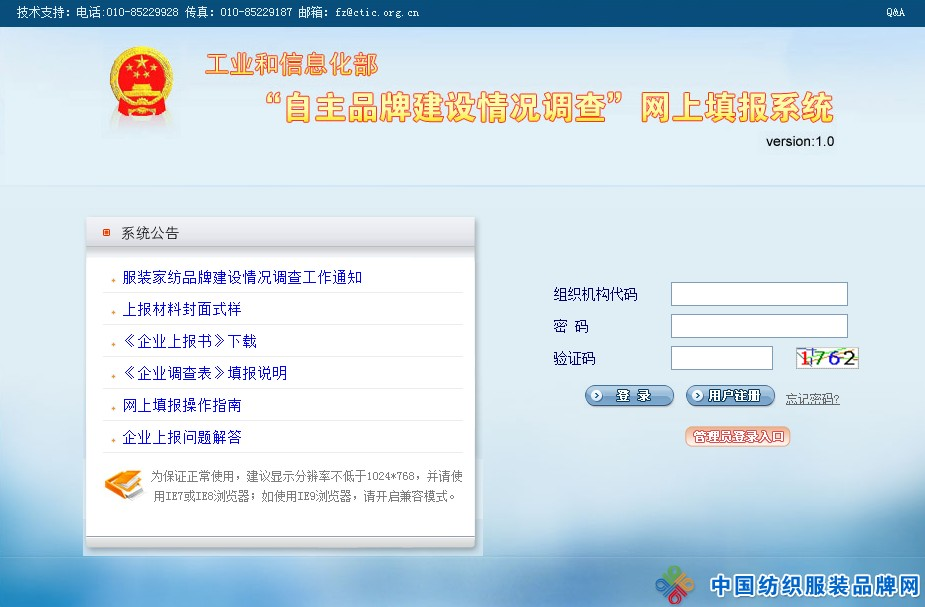 技术支持：电话:010-85229928 传真：010-85229187 邮箱：fz@ctic.org.cn
Q&A
工业和信息化部
“自主品牌建设情况调查”网上填报系统
version:1.0
系统公告
服装家纺品牌建设情况调查工作通知
上报材料封面式样
《企业上报书》下载
《企业调查表》填报说明
网上填报操作指南
企业上报问题解答
为保证正常使用，建议显示分辨率不低于1024*768，并请使
用IE7或IE8浏览器；如使用IE9浏览器，请开启兼容模式。
组织机构代码
密 码
验证码
1762
登 录
用户注册
忘记密码?
管理员登录入口
中国纺织服装品牌网